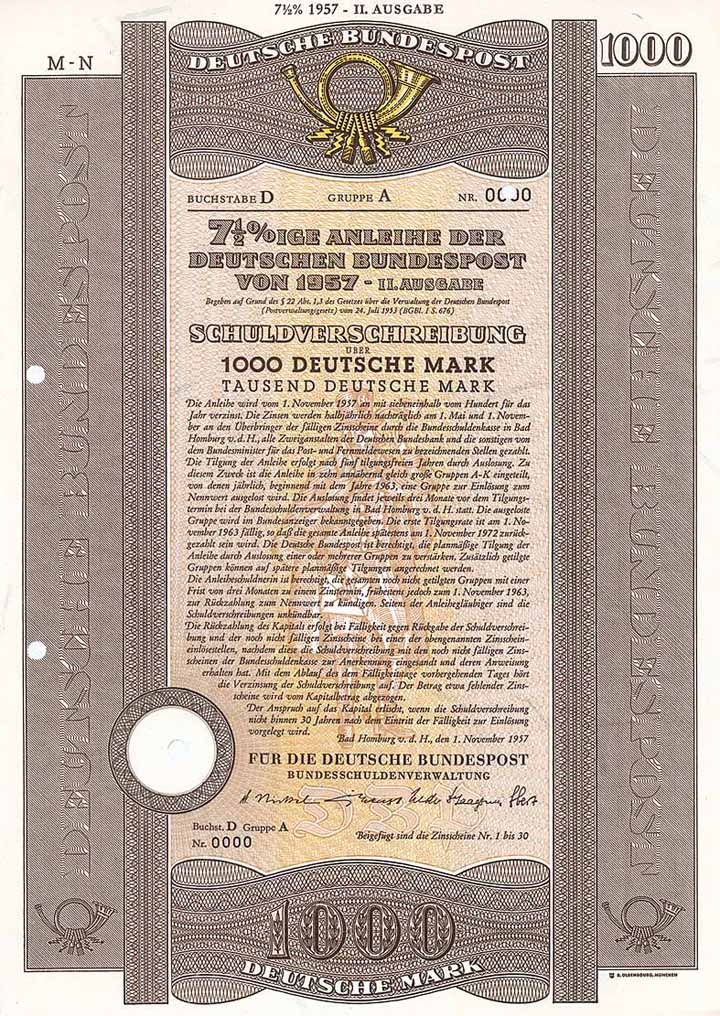 7½% 1957 - II. AUSGABE
M-N
DEUTSCHE BUNDESPOST
1000
BUCHSTABE D GRUPPE A NR. 0000
7½%IGE ANLEIHE DER
DEUTSCHEN BUNDESPOST
VON 1957 - II. AUSGABE
Begeben auf Grund des § 22 Abs. 1,3 des Gesetzes über die Verwaltung der Deutschen Bundespost
(Postverwaltungsgesetz) vom 24. Juli 1953 (BGBl. I S. 676)
SCHULDVERSCHREIBUNG
ÜBER
1000 DEUTSCHE MARK
TAUSEND DEUTSCHE MARK
Die Anleihe wird vom 1. November 1957 an mit siebeneinhalb vom Hundert für das
Jahr verzinst. Die Zinsen werden halbjährlich nachträglich am 1. Mai und 1. Novem-
ber an den Überbringer der fälligen Zinsscheine durch die Bundesschuldenkasse in Bad
Homburg v. d. H., alle Zweiganstalten der Deutschen Bundesbank und die sonstigen von
dem Bundesminister für das Post- und Fernmeldewesen zu bezeichnenden Stellen gezahlt.
Die Tilgung der Anleihe erfolgt nach fünf tilgungsfreien Jahren durch Auslosung. Zu
diesem Zweck ist die Anleihe in zehn annähernd gleich große Gruppen A-K eingeteilt,
von denen jährlich, beginnend mit dem Jahre 1963, eine Gruppe zur Einlösung zum
Nennwert ausgelost wird. Die Auslosung findet jeweils drei Monate vor dem Tilgungs-
termin bei der Bundesschuldenverwaltung in Bad Homburg v. d. H. statt. Die ausgeloste
Gruppe wird im Bundesanzeiger bekanntgegeben. Die erste Tilgungsrate ist am 1. No-
vember 1963 fällig, so daß die gesamte Anleihe spätestens am 1. November 1972 zurück-
gezahlt sein wird. Die Deutsche Bundespost ist berechtigt, die planmäßige Tilgung der
Anleihe durch Auslosung einer oder mehrerer Gruppen zu verstärken. Zusätzlich getilgte
Gruppen können auf spätere planmäßige Tilgungen angerechnet werden.
Die Anleiheschuldnerin ist berechtigt, die gesamten noch nicht getilgten Gruppen mit einer
Frist von drei Monaten zu einem Zinstermin, frühestens jedoch zum 1. November 1963,
zur Rückzahlung zum Nennwert zu kündigen. Seitens der Anleihegläubiger sind die
Schuldverschreibungen unkündbar.
Die Rückzahlung des Kapitals erfolgt bei Fälligkeit gegen Rückgabe der Schuldverschrei-
bung und der noch nicht fälligen Zinsscheine bei einer der obengenannten Zinsschein-
einlösestellen, nachdem diese die Schuldverschreibung mit den noch nicht fälligen Zins-
scheinen der Bundesschuldenkasse zur Anerkennung eingesandt und deren Anweisung
erhalten hat. Mit dem Ablauf des dem Fälligkeitstage vorhergehenden Tages hört
die Verzinsung der Schuldverschreibung auf. Der Betrag etwa fehlender Zins-
scheine wird vom Kapitalbetrag abgezogen.
Der Anspruch auf das Kapital erlischt, wenn die Schuldverschreibung
nicht binnen 30 Jahren nach dem Eintritt der Fälligkeit zur Einlösung
vorgelegt wird.
Bad Homburg v. d. H., den 1. November 1957
FÜR DIE DEUTSCHE BUNDESPOST
BUNDESSCHULDENVERWALTUNG
Buchst. D Gruppe A
Nr. 0000
Beigefügt sind die Zinsscheine Nr. 1 bis 30
1000
DEUTSCHE MARK
DEUTSCHE BUNDESPOST
DEUTSCHE BUNDESPOST
R. OLDENBOURG, MÜNCHEN